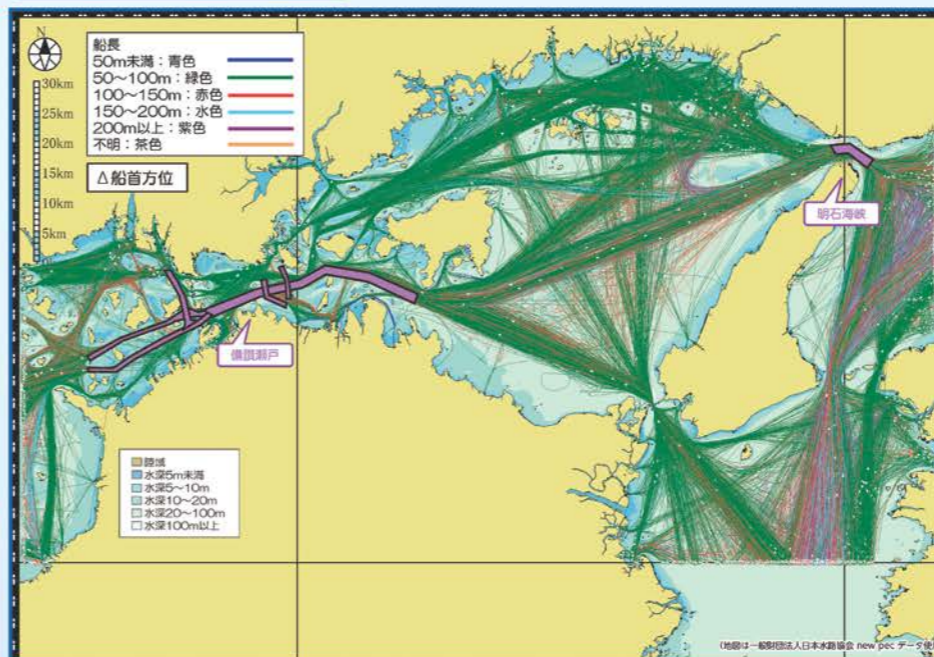 N
30km
25km
20km
15km
10km
5km
船長
50m未満：青色
50～100m：緑色
100～150m：赤色
150～200m：水色
200m以上：紫色
不明：茶色
Δ船首方位
明石海峡
備讃瀬戸
陸域
水深5m未満
水深5～10m
水深10～20m
水深20～100m
水深100m以上
(地図は一般財団法人日本水路協会 new pec データ使用